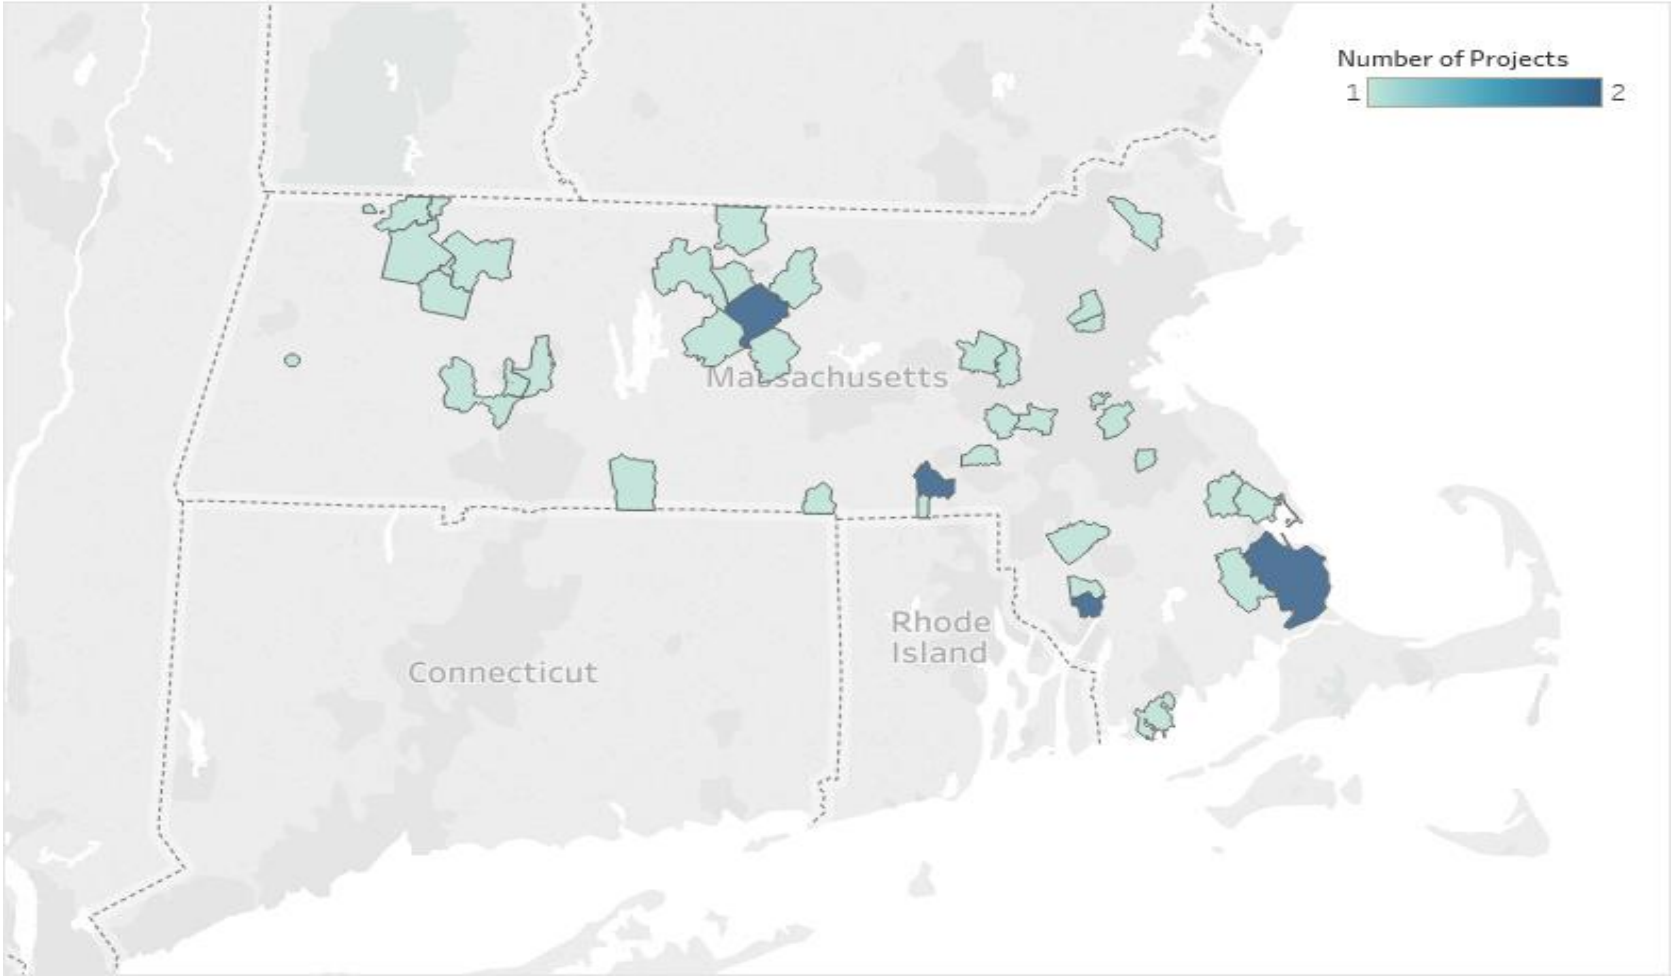 Number of Projects
1 2
Massachusetts
Rhode
Island
Connecticut